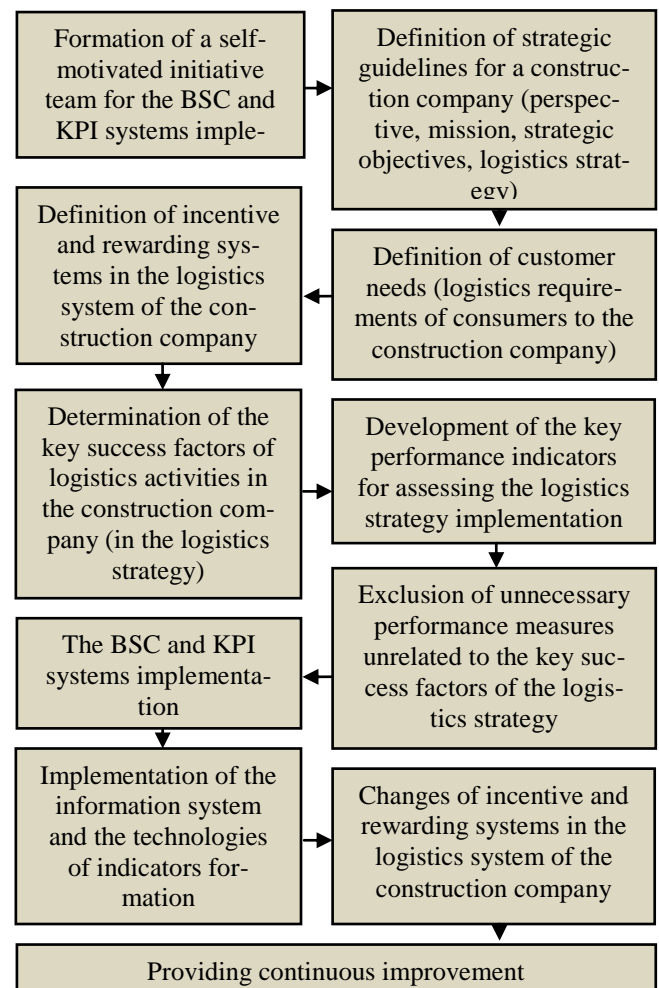 Formation of a self-
motivated initiative
team for the BSC and
KPI systems imple-
Definition of strategic
guidelines for a construc-
tion company (perspec-
tive, mission, strategic
objectives, logistics strat-
egy)
Definition of customer
needs (logistics require-
ments of consumers to the
construction company)
Definition of incentive
and rewarding sys-
tems in the logistics
system of the con-
struction company
Determination of the
key success factors of
logistics activities in
the construction com-
pany (in the logistics
strategy)
Development of the key
performance indicators
for assessing the logistics
strategy implementation
Exclusion of unnecessary
performance measures
unrelated to the key suc-
cess factors of the logis-
tics strategy
The BSC and KPI
systems implementa-
tion
Implementation of the
information system
and the technologies
of indicators for-
mation
Changes of incentive and
rewarding systems in the
logistics system of the
construction company
Providing continuous improvement